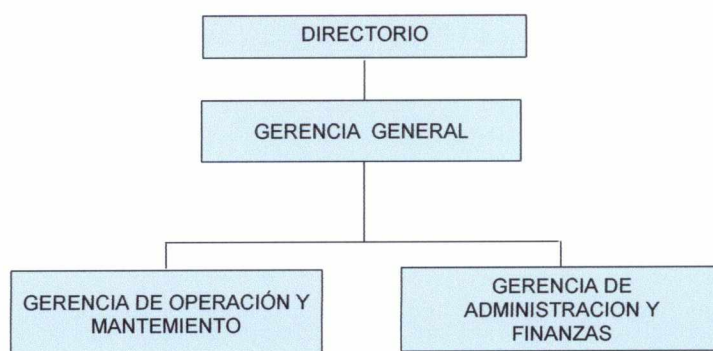 DIRECTORIO
GERENCIA GENERAL
GERENCIA DE OPERACIÓN Y
MANTEMIENTO
GERENCIA DE
ADMINISTRACION Y
FINANZAS